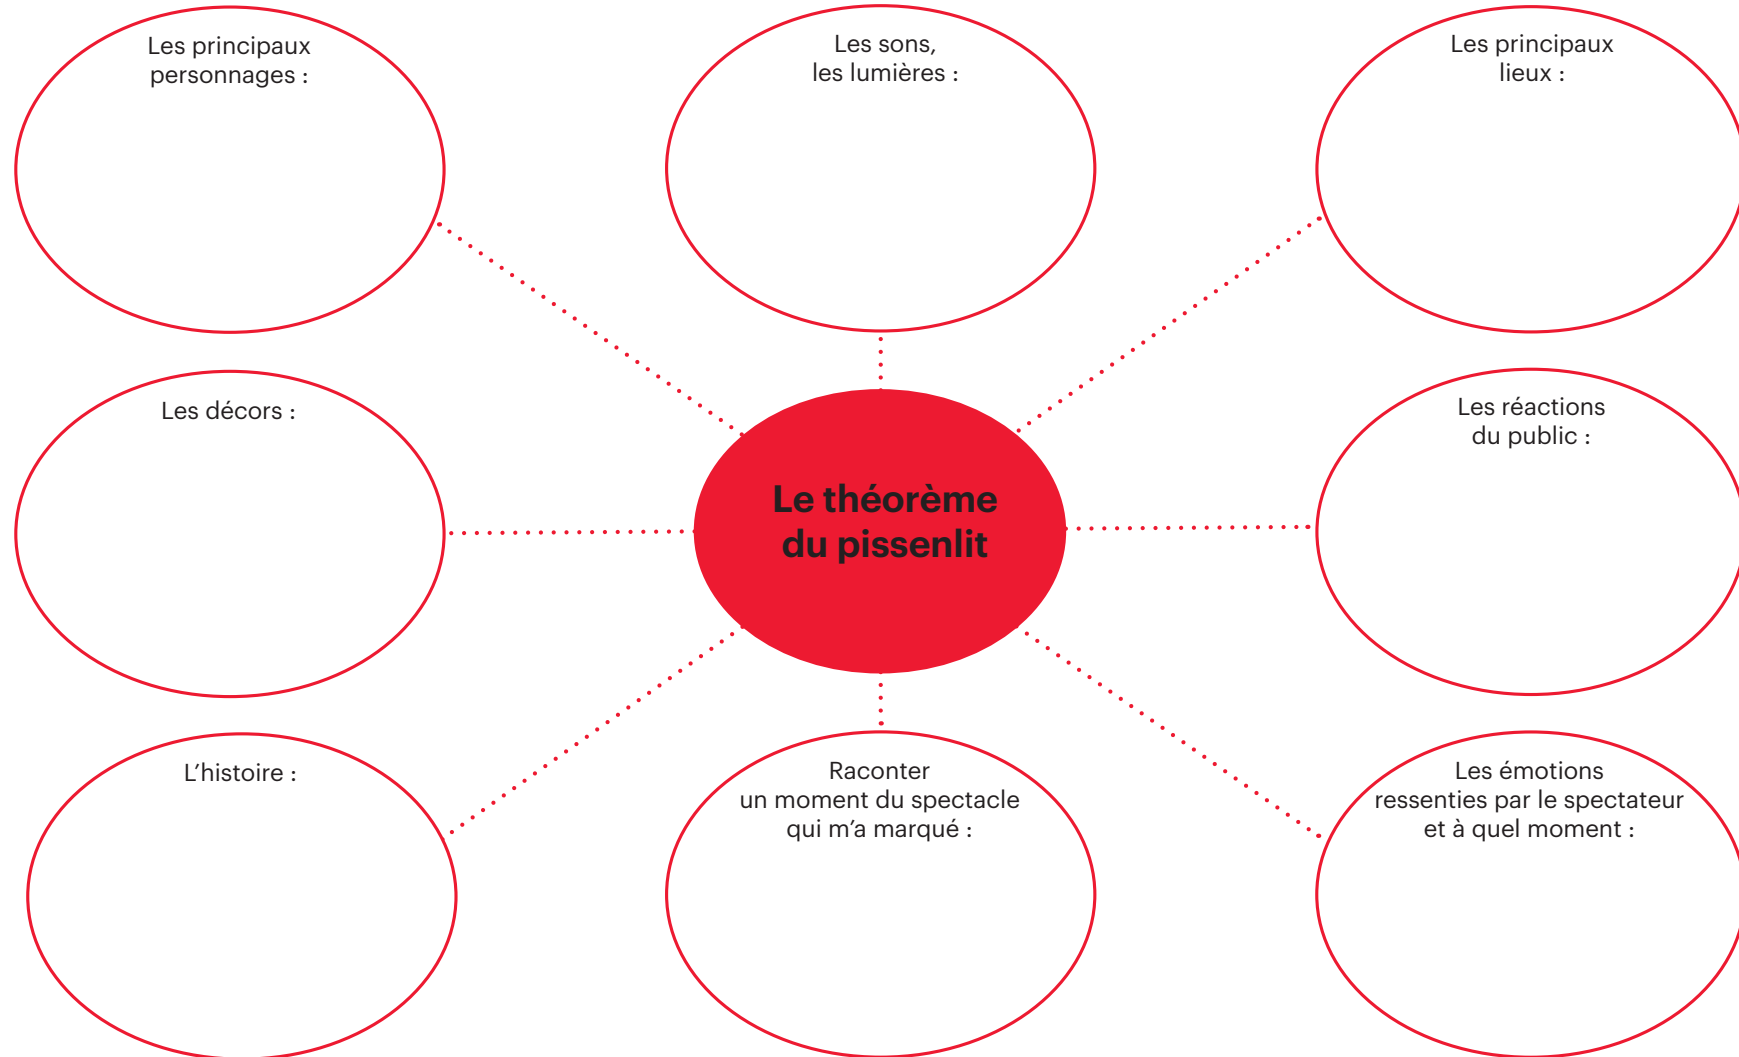 Les principaux
personnages :
Les sons,
les lumières :
Les principaux
lieux :
Les décors :
Le théorème
du pissenlit
Les réactions
du public :
L’histoire :
Raconter
un moment du spectacle
qui m’a marqué :
Les émotions
ressenties par le spectateur
et à quel moment :